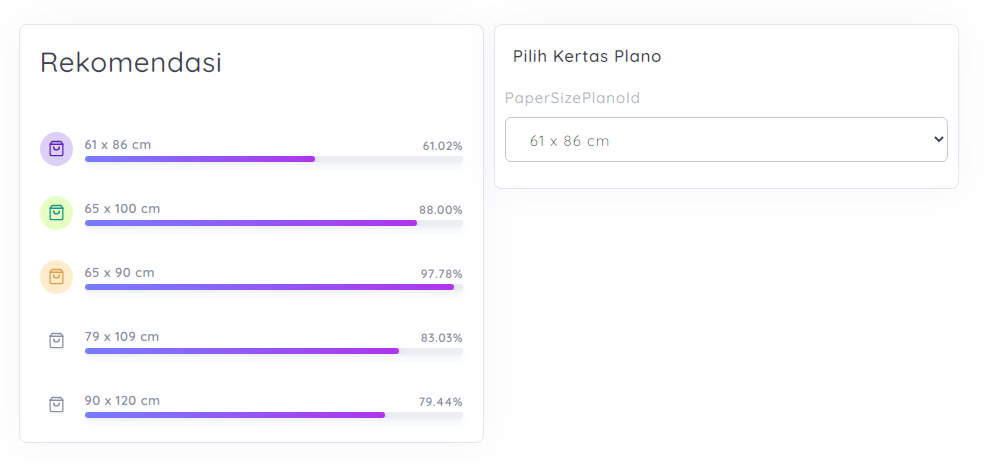 Rekomendasi
61 x 86 cm 61.02%
65 x 100 cm 88.00%
65 x 90 cm 97.78%
79 x 109 cm 83.03%
90 x 120 cm 79.44%
Pilih Kertas Plano
PaperSizePlanoId
61 x 86 cm